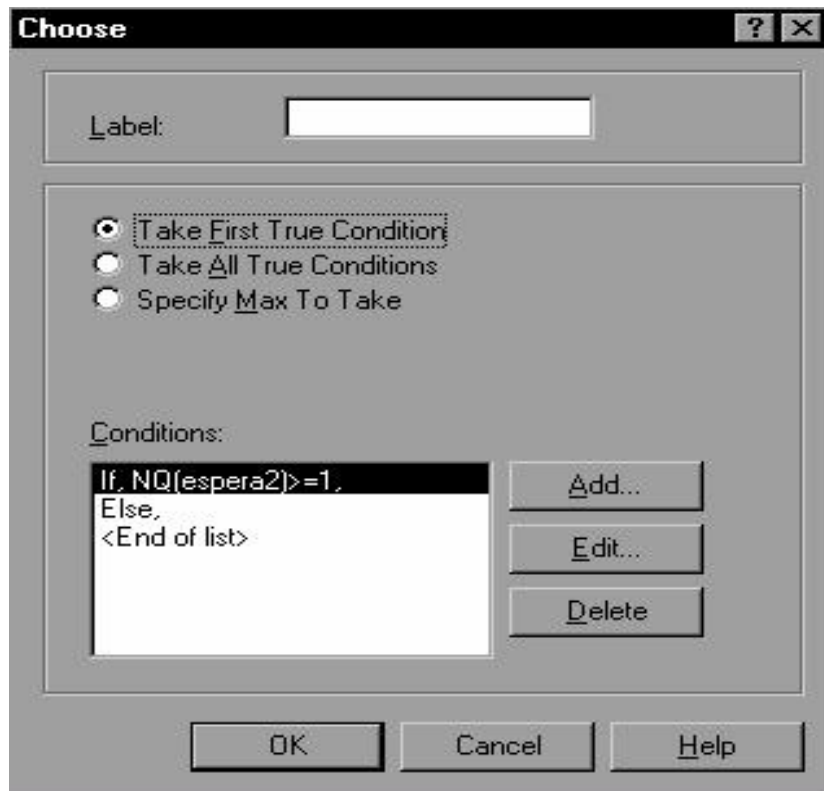 Choose
Label:
Take First True Condition
Take All True Conditions
Specify Max To Take
Conditions:
If, NQ(espera2)>=1,
Else,
<End of list>
Add...
Edit...
Delete
OK Cancel Help